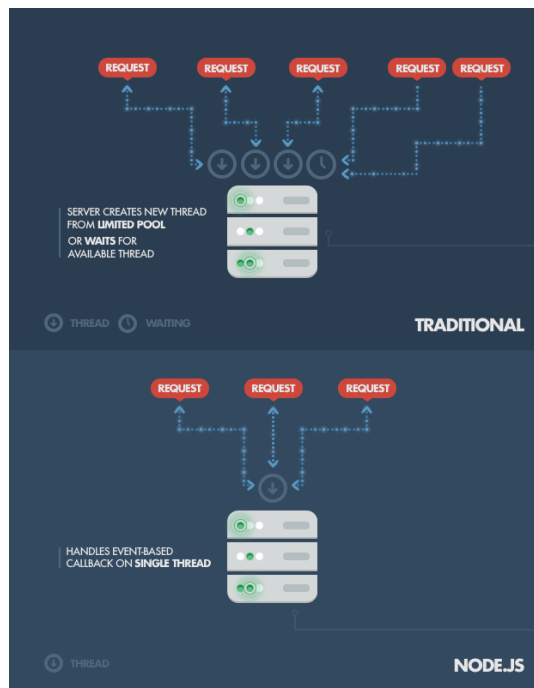 REQUEST REQUEST REQUEST REQUEST REQUEST
SERVER CREATES NEW THREAD
FROM LIMITED POOL
OR WAITS FOR
AVAILABLE THREAD
THREAD WAITING
TRADITIONAL
REQUEST REQUEST REQUEST
HANDLES EVENT-BASED
CALLBACK ON SINGLE THREAD
THREAD
NODE.JS